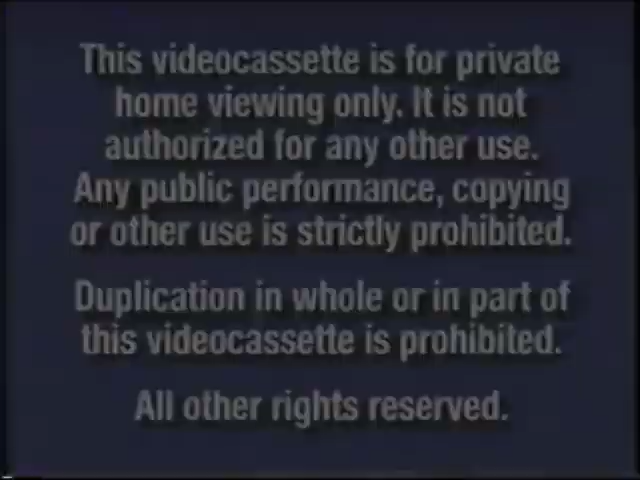 This videocassette is for private
home viewing only. It is not
authorized for any other use.
Any public performance, copying
or other use is strictly prohibited.
Duplication in whole or in part of
this videocassette is prohibited.
All other rights reserved.